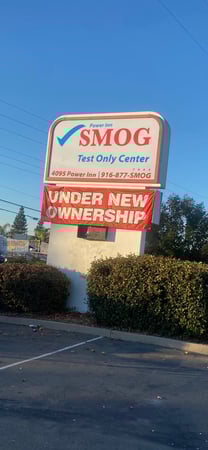 Power Inn
SMOG
Test Only Center
4095 Power Inn | 916-877-SMOG
UNDER NEW
OWNERSHIP